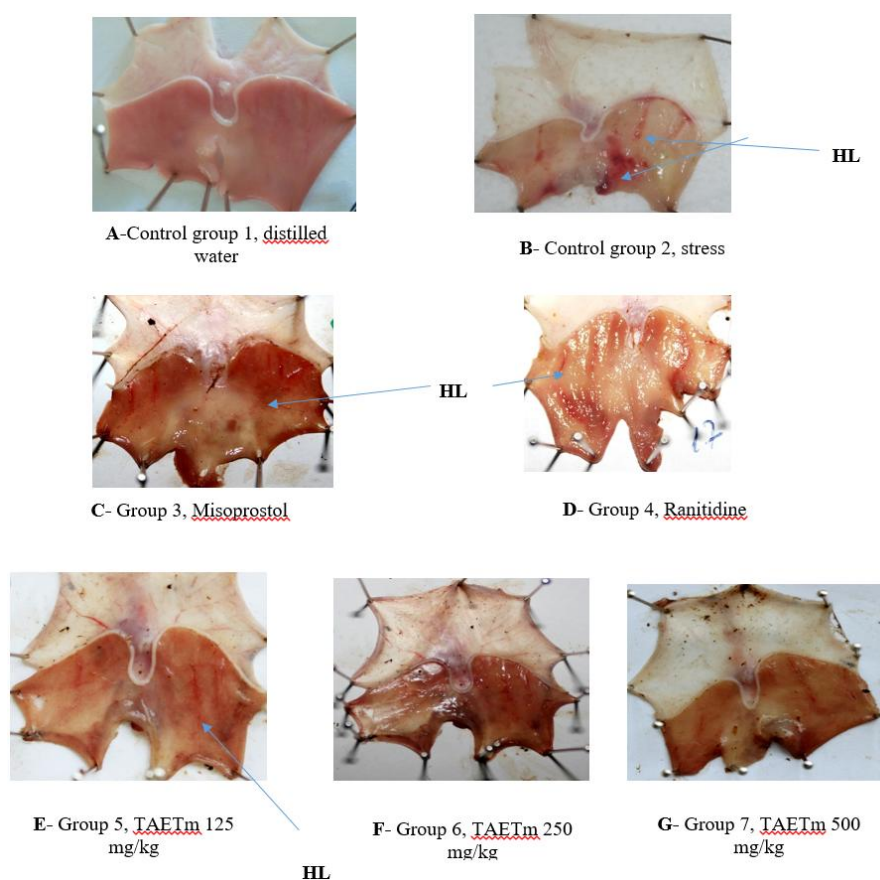 HL
A-Control group 1, distilled
water
B- Control group 2, stress
HL
C- Group 3, Misoprostol
D- Group 4, Ranitidine
17
E- Group 5, TAETm 125
mg/kg
F- Group 6, TAETm 250
mg/kg
G- Group 7, TAETm 500
mg/kg
HL